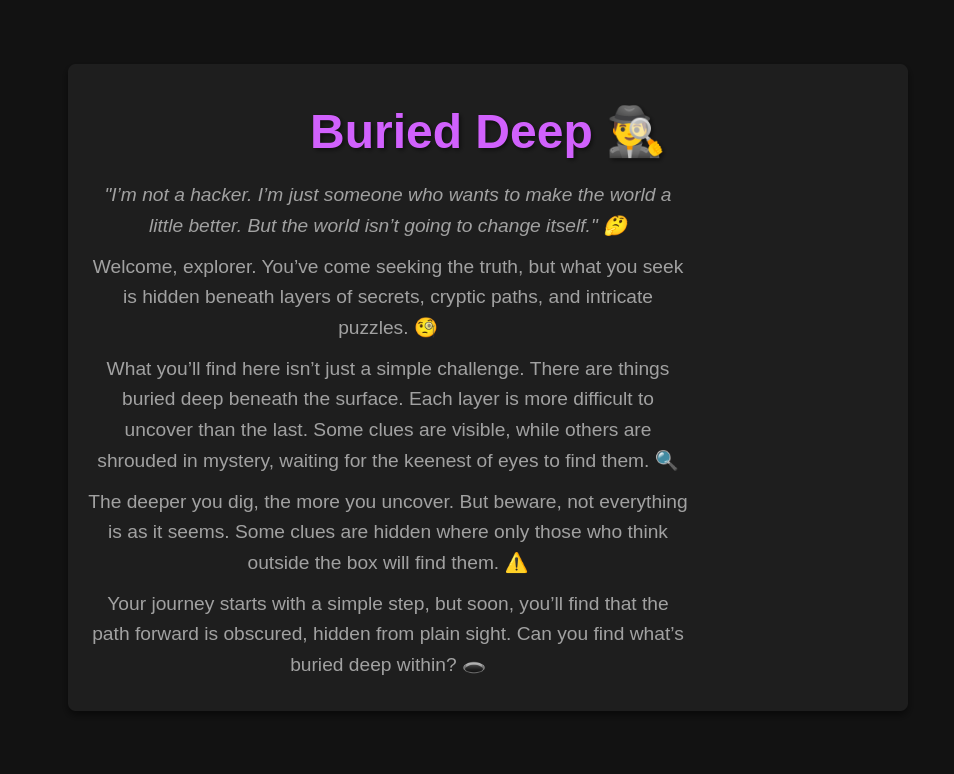 Buried Deep 🕵️
"I’m not a hacker. I’m just someone who wants to make the world a
little better. But the world isn’t going to change itself." 🤔
Welcome, explorer. You’ve come seeking the truth, but what you seek
is hidden beneath layers of secrets, cryptic paths, and intricate
puzzles. 🧐
What you’ll find here isn’t just a simple challenge. There are things
buried deep beneath the surface. Each layer is more difficult to
uncover than the last. Some clues are visible, while others are
shrouded in mystery, waiting for the keenest of eyes to find them. 🔍
The deeper you dig, the more you uncover. But beware, not everything
is as it seems. Some clues are hidden where only those who think
outside the box will find them. ⚠️
Your journey starts with a simple step, but soon, you’ll find that the
path forward is obscured, hidden from plain sight. Can you find what’s
buried deep within? 🕳️